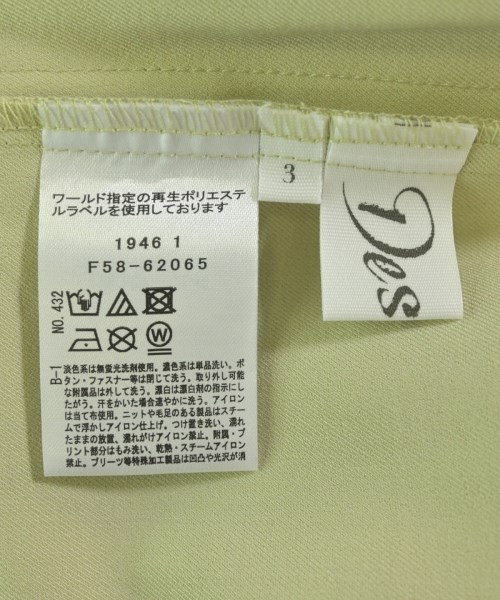 ワールド指定の再生ポリエステ
ルラベルを使用しております
1946 1
F58-62065
NO. 432
B-1
淡色系は無蛍光洗剤使用。濃色系は単品洗い。ボ
タン・ファスナー等は閉じて洗う。取り外し可能
な附属品は外して洗う。漂白は漂白剤の指示にし
たがう。汗をかいた場合速やかに洗う。アイロン
は当て布使用。ニットや毛足のある製品はスチー
ムで浮かしアイロン仕上げ。つけ置き洗い、濡れ
たままの放置、濡れがけアイロン禁止。附属・プ
リント部分はもみ洗い、乾熱・スチームアイロン
禁止。プリーツ等特殊加工製品は凹凸や光沢が消
3
Des